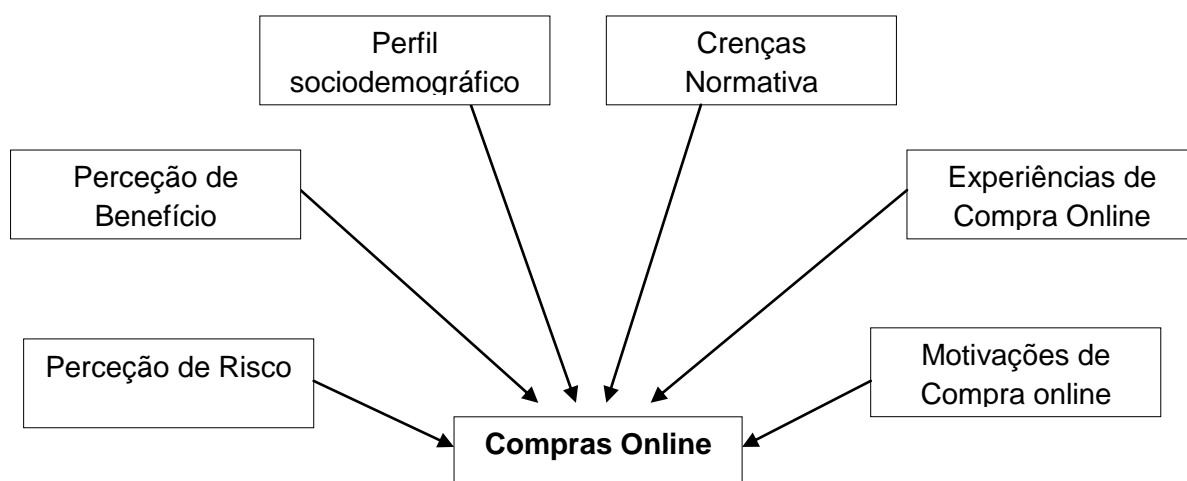 Perfil
sociodemográfico
Crenças
Normativa
Perceção de
Benefício
Experiências de
Compra Online
Perceção de Risco
Motivações de
Compra online
Compras Online